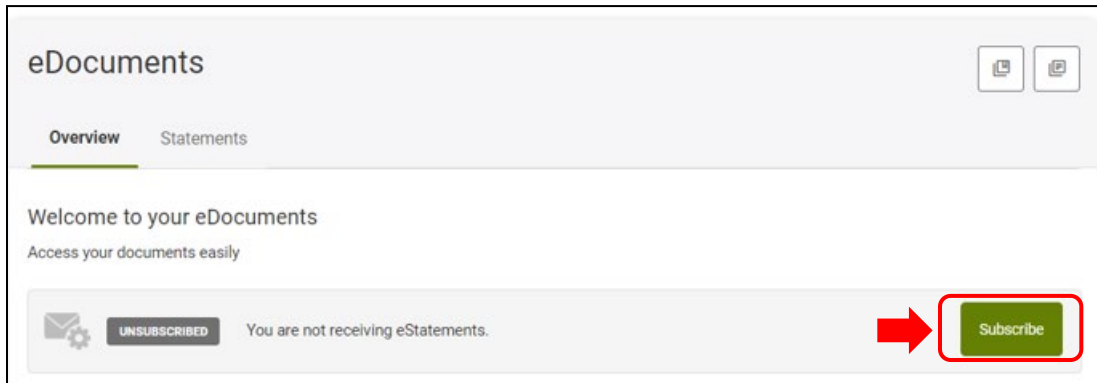 eDocuments
Overview Statements
Welcome to your eDocuments
Access your documents easily
UNSUBSCRIBED You are not receiving eStatements. Subscribe